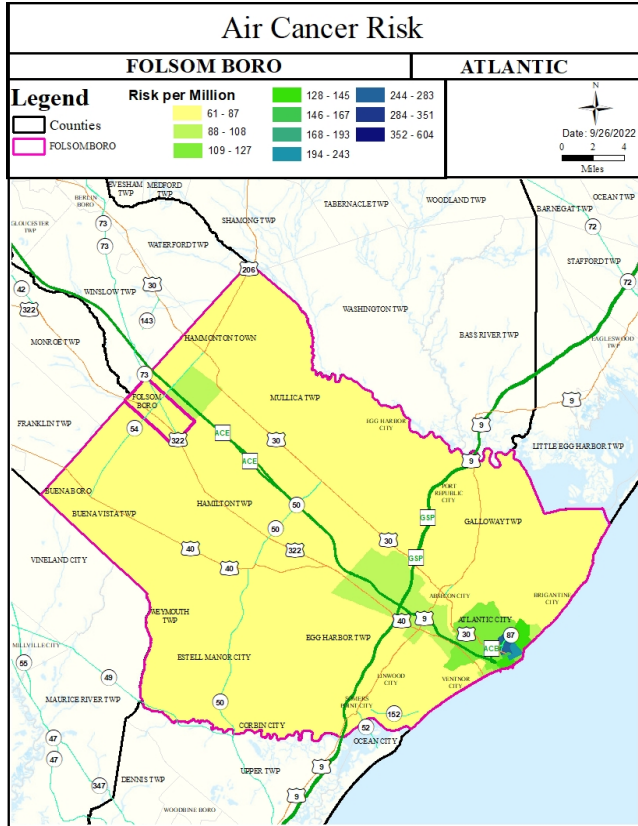 Air Cancer Risk
FOLSOM BORO
ATLANTIC
Legend
Counties
FOLSOM BORO
Risk per Million
61 - 87
88 - 108
109 - 127
128 - 145
146 - 167
168 - 193
194 - 243
244 - 283
284 - 351
352 - 604
N
Date: 9/26/2022
0 2 4
Miles
EVESHAM TWP
MEDFORD TWP
BERLIN BORO
GLOUCESTER TWP
SHAMONG TWP
TABERNACLE TWP
WOODLAND TWP
OCEAN TWP
BARNEGAT TWP
73
73
72
WATERFORD TWP
STAFFORD TWP
206
30
72
42
322
WINSLOW TWP
WASHINGTON TWP
143
BASS RIVER TWP
EAGLESWOOD TWP
MONROE TWP
HAMMONTON TOWN
73
FOLSOM BORO
MULLICA TWP
9
FRANKLIN TWP
54
322
ACE
30
EGG HARBOR CITY
9
LITTLE EGG HARBOR TWP
ACE
9
BUENA BORO
PORT REPUBLIC CITY
BUENA VISTA TWP
HAMILTON TWP
50
GSP
GALLOWAY TWP
50
40
322
30
GSP
VINELAND CITY
40
ABSECON CITY
BRIGANTINE CITY
WEYMOUTH TWP
40
9
30
ATLANTIC CITY
87
MILLVILLE CITY
EGG HARBOR TWP
ACE
55
ESTELL MANOR CITY
49
LINWOOD CITY
VENTNOR CITY
MAURICE RIVER TWP
50
SOMERS POINT CITY
152
CORBIN CITY
52
47
OCEAN CITY
47
UPPER TWP
9
DENNIS TWP
347
9
WOODBINE BORO